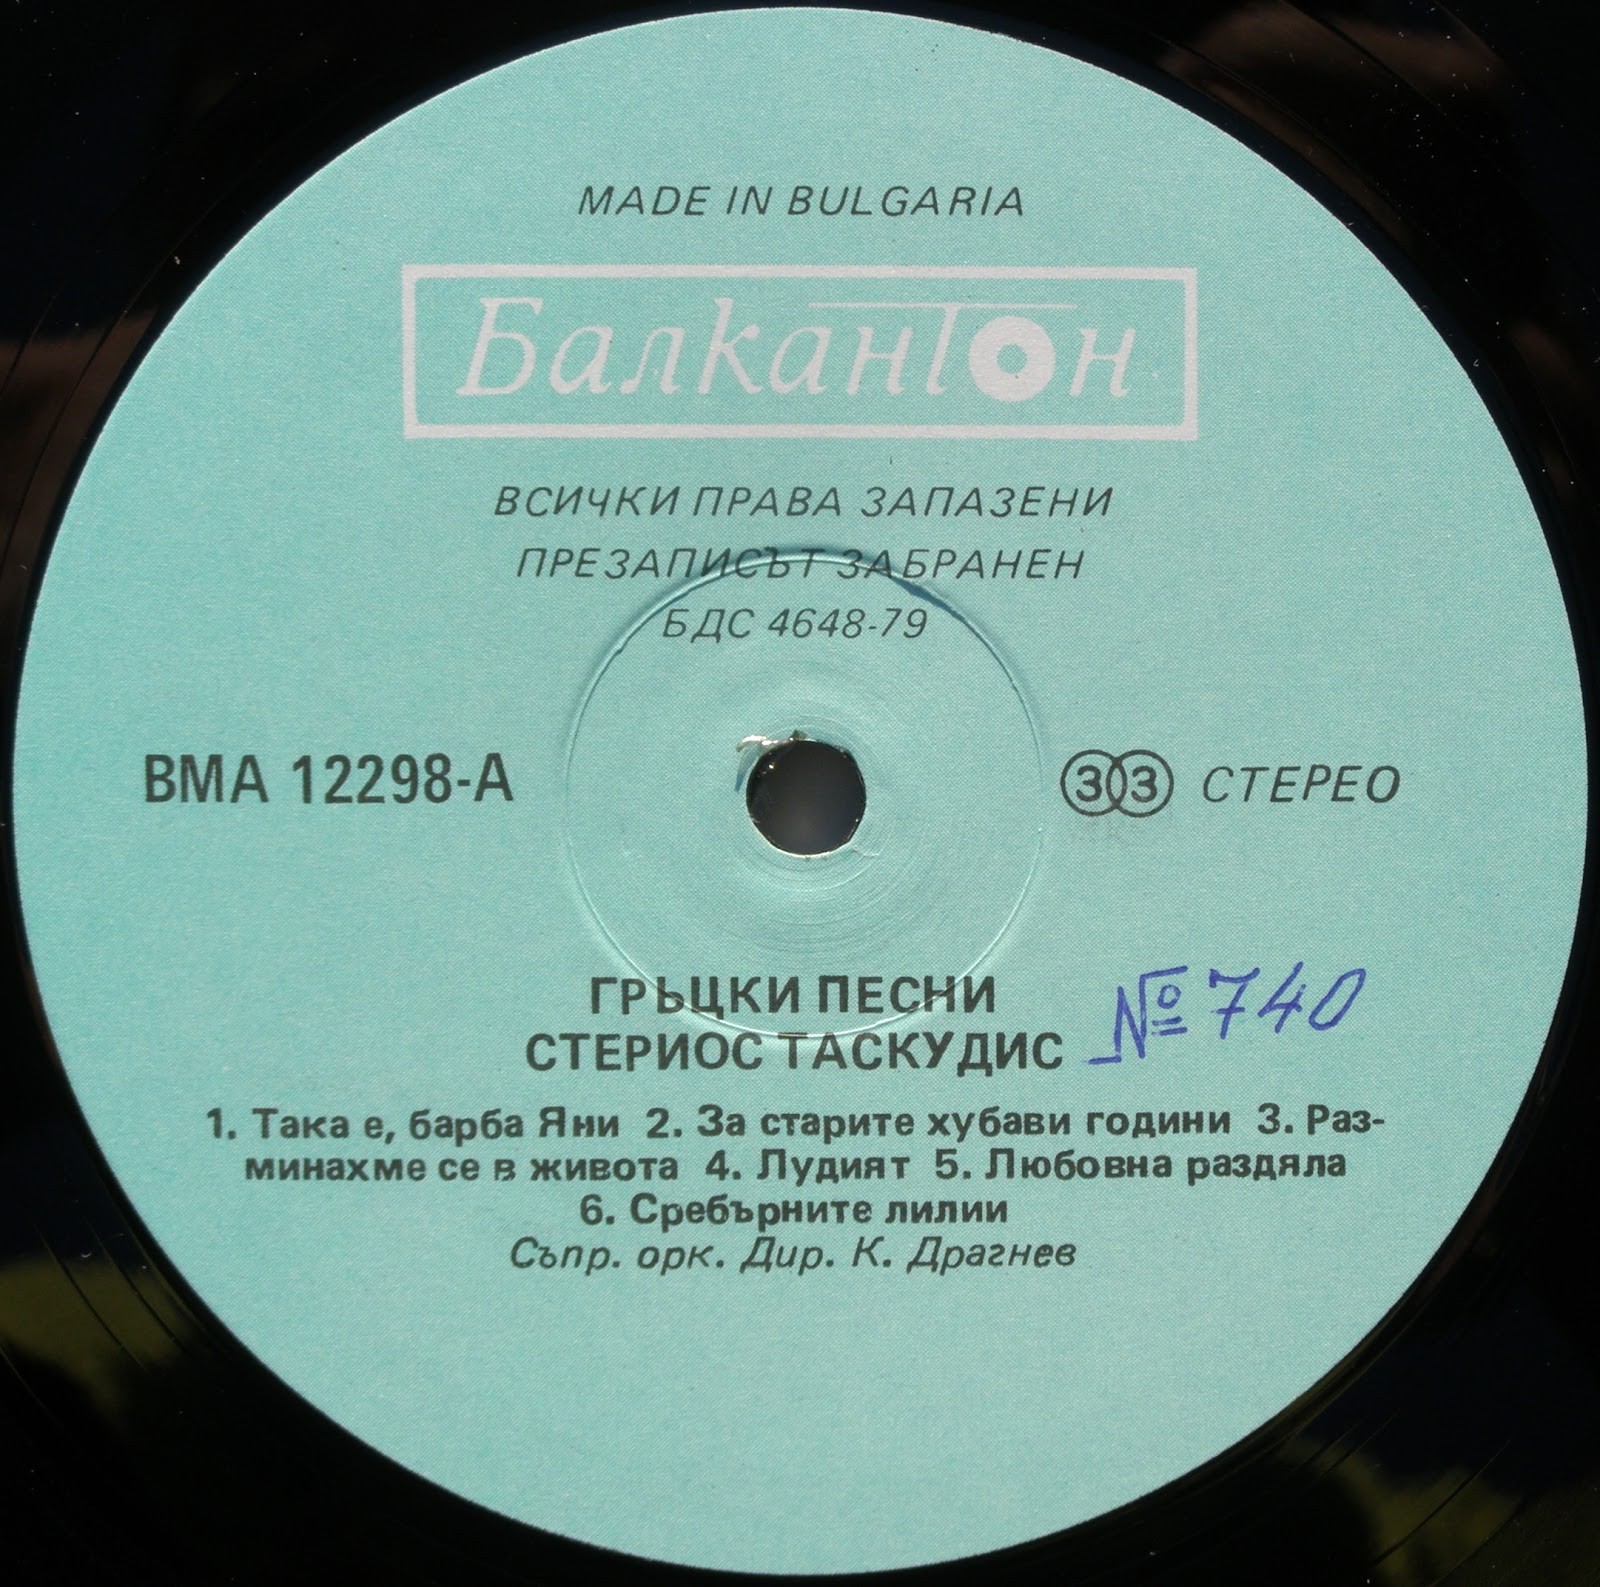 MADE IN BULGARIA
Балкантон
ВСИЧКИ ПРАВА ЗАПАЗЕНИ
ПРЕЗАПИСЪТ ЗАБРАНЕН
БДС 4648-79
ВМА 12298-А
33 СТЕРЕО
ГРЪЦКИ ПЕСНИ
СТЕРИОС ТАСКУДИС
№ 740
1. Така е, барба Яни 2. За старите хубави години 3. Раз-
минахме се в живота 4. Лудият 5. Любовна раздяла
6. Сребърните лилии
Съпр. орк. Дир. К. Драгнев